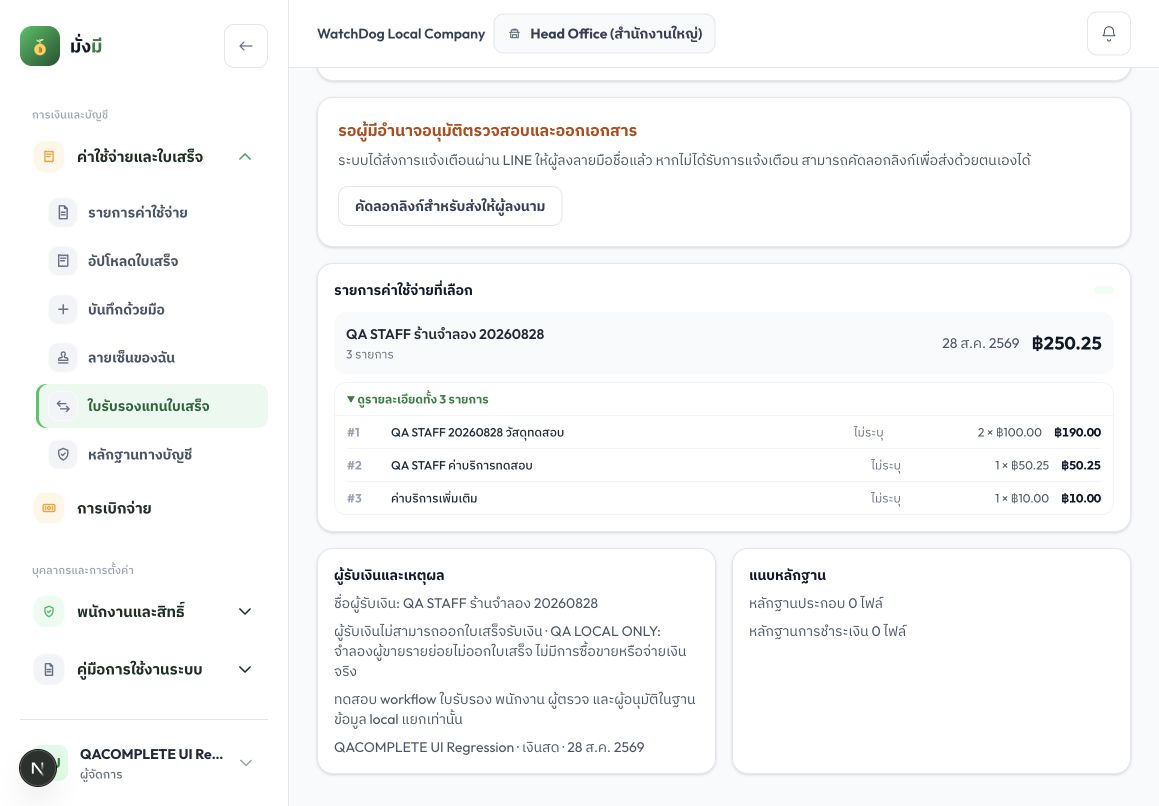 มั่งมี
WatchDog Local Company
Head Office (สำนักงานใหญ่)
การเงินและบัญชี
ค่าใช้จ่ายและใบเสร็จ
รายการค่าใช้จ่าย
อัปโหลดใบเสร็จ
บันทึกด้วยมือ
ลายเซ็นของฉัน
ใบรับรองแทนใบเสร็จ
หลักฐานทางบัญชี
การเบิกจ่าย
บุคลากรและการตั้งค่า
พนักงานและสิทธิ์
คู่มือการใช้งานระบบ
N
QACOMPLETE UI Re...
ผู้จัดการ
รอผู้มีอำนาจอนุมัติตรวจสอบและออกเอกสาร
ระบบได้ส่งการแจ้งเตือนผ่าน LINE ให้ผู้ลงลายมือชื่อแล้ว หากไม่ได้รับการแจ้งเตือน สามารถคัดลอกลิงก์เพื่อส่งด้วยตนเองได้
คัดลอกลิงก์สำหรับส่งให้ผู้ลงนาม
รายการค่าใช้จ่ายที่เลือก
QA STAFF ร้านจำลอง 20260828
3 รายการ
28 ส.ค. 2569 ฿250.25
▼ ดูรายละเอียดทั้ง 3 รายการ
#1 QA STAFF 20260828 วัสดุทดสอบ ไม่ระบุ 2 × ฿100.00 ฿190.00
#2 QA STAFF ค่าบริการทดสอบ ไม่ระบุ 1 × ฿50.25 ฿50.25
#3 ค่าบริการเพิ่มเติม ไม่ระบุ 1 × ฿10.00 ฿10.00
ผู้รับเงินและเหตุผล
ชื่อผู้รับเงิน: QA STAFF ร้านจำลอง 20260828
ผู้รับเงินไม่สามารถออกใบเสร็จรับเงิน · QA LOCAL ONLY:
จำลองผู้ขายรายย่อยไม่ออกใบเสร็จ ไม่มีการซื้อขายหรือจ่ายเงิน
จริง
ทดสอบ workflow ใบรับรอง พนักงาน ผู้ตรวจ และผู้อนุมัติในฐาน
ข้อมูล local แยกเท่านั้น
QACOMPLETE UI Regression · เงินสด · 28 ส.ค. 2569
แนบหลักฐาน
หลักฐานประกอบ 0 ไฟล์
หลักฐานการชำระเงิน 0 ไฟล์